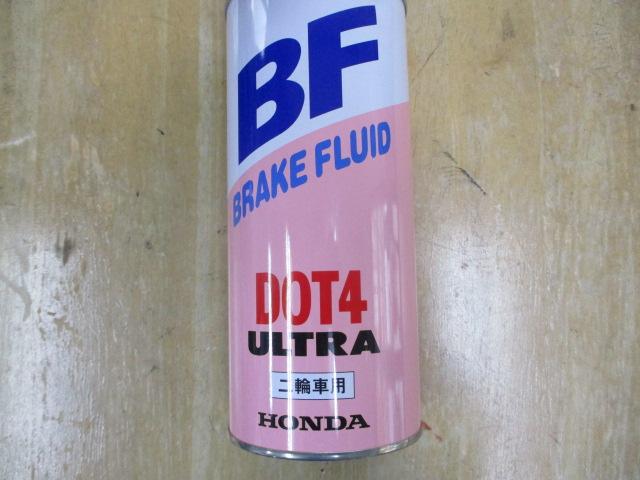 BF
BRAKE FLUID
DOT4
ULTRA
二輪車用
HONDA